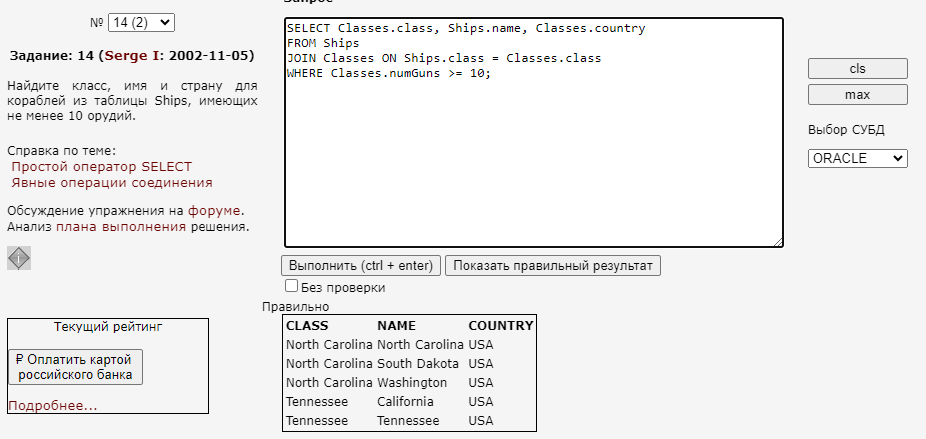 Запрос
№ 14 (2)
Задание: 14 (Serge I: 2002-11-05)
Найдите класс, имя и страну для
кораблей из таблицы Ships, имеющих
не менее 10 орудий.
Справка по теме:
Простой оператор SELECT
Явные операции соединения
Обсуждение упражнения на форуме.
Анализ плана выполнения решения.
SELECT Classes.class, Ships.name, Classes.country
FROM Ships
JOIN Classes ON Ships.class = Classes.class
WHERE Classes.numGuns >= 10;
cls
max
Выбор СУБД
ORACLE
Выполнить (ctrl + enter) Показать правильный результат
Без проверки
Правильно
CLASS NAME COUNTRY
North Carolina North Carolina USA
North Carolina South Dakota USA
North Carolina Washington USA
Tennessee California USA
Tennessee Tennessee USA
Текущий рейтинг
₽ Оплатить картой
российского банка
Подробнее...